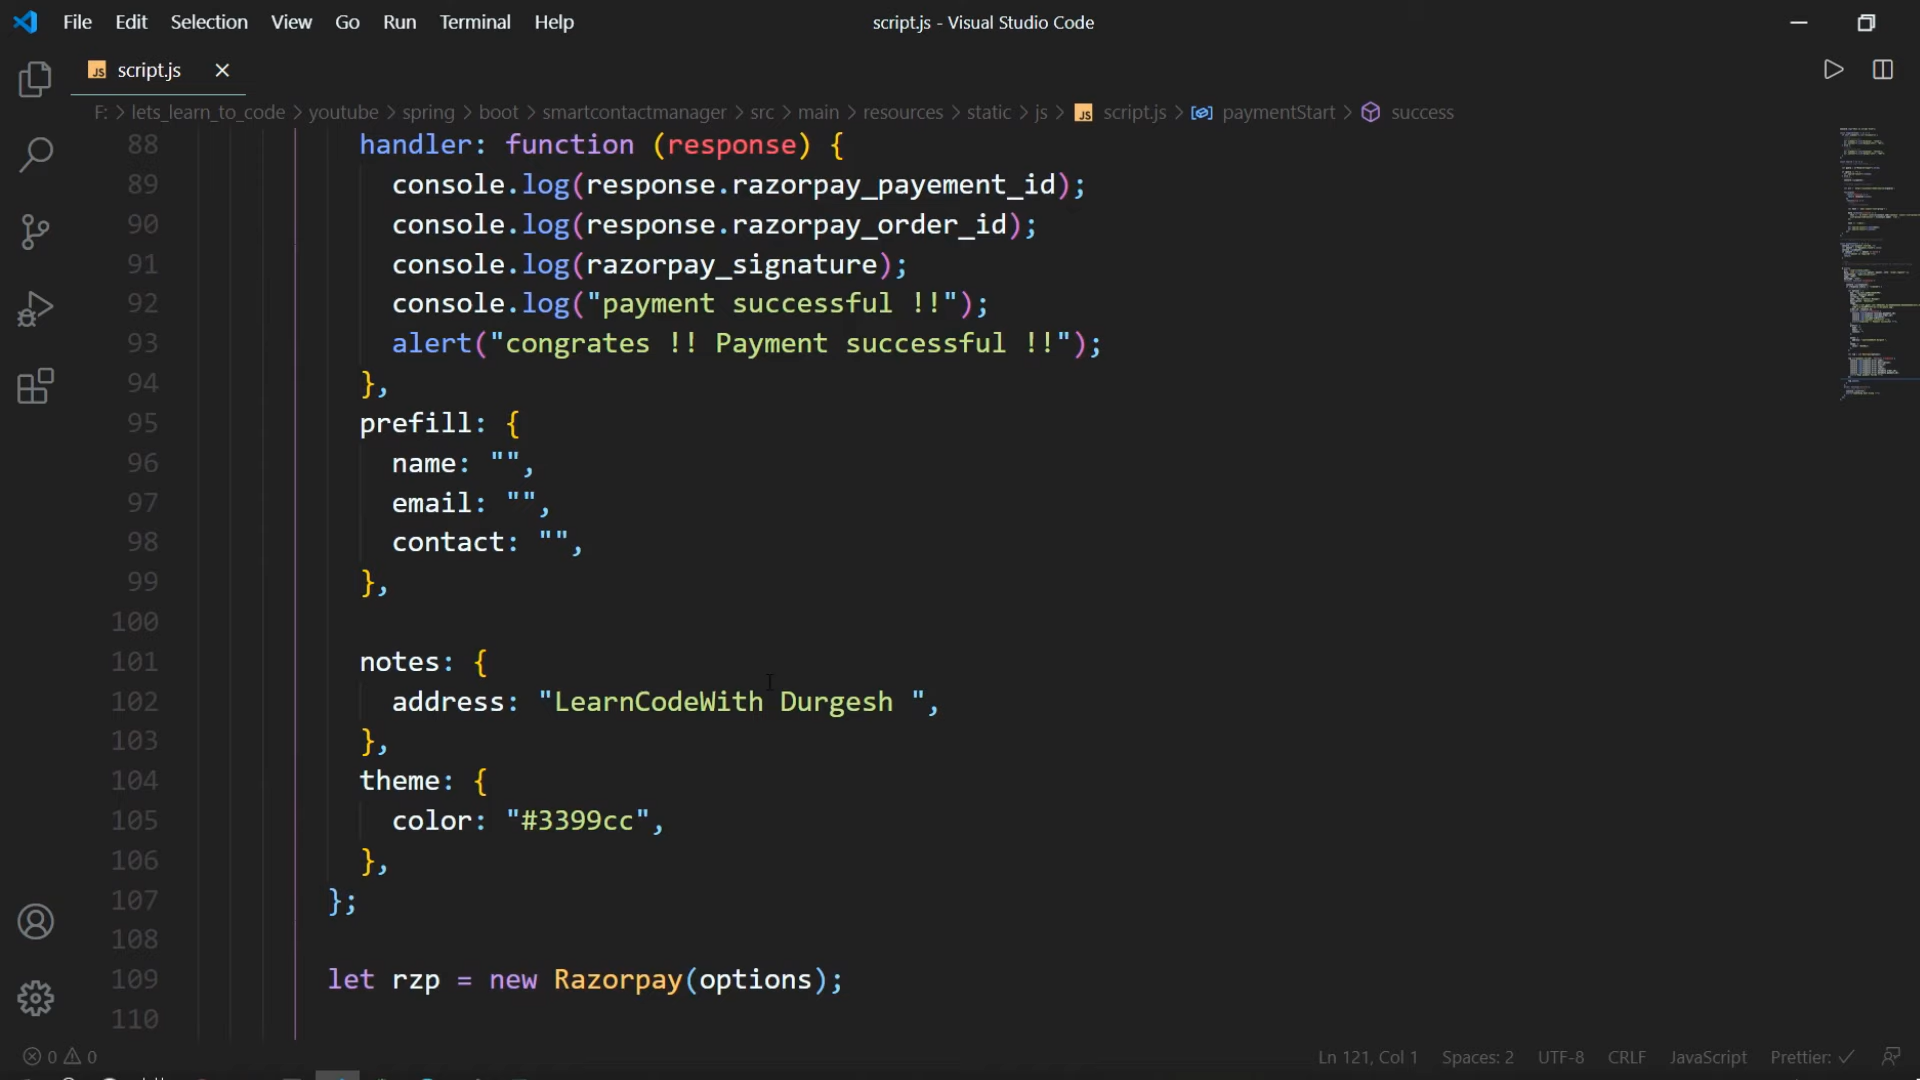 File Edit Selection View Go Run Terminal Help script.js - Visual Studio Code
JS script.js
F: > lets_learn_to_code > youtube > spring > boot > smartcontactmanager > src > main > resources > static > js > JS script.js > paymentStart > success
88 handler: function (response) {
89 console.log(response.razorpay_payement_id);
90 console.log(response.razorpay_order_id);
91 console.log(razorpay_signature);
92 console.log("payment successful !!");
93 alert("congrates !! Payment successful !!");
94 },
95 prefill: {
96 name: "",
97 email: "",
98 contact: "",
99 },
100
101 notes: {
102 address: "LearnCodeWith Durgesh ",
103 },
104 theme: {
105 color: "#3399cc",
106 },
107 };
108
109 let rzp = new Razorpay(options);
110
0 0 Ln 121, Col 1 Spaces: 2 UTF-8 CRLF JavaScript Prettier: ✓